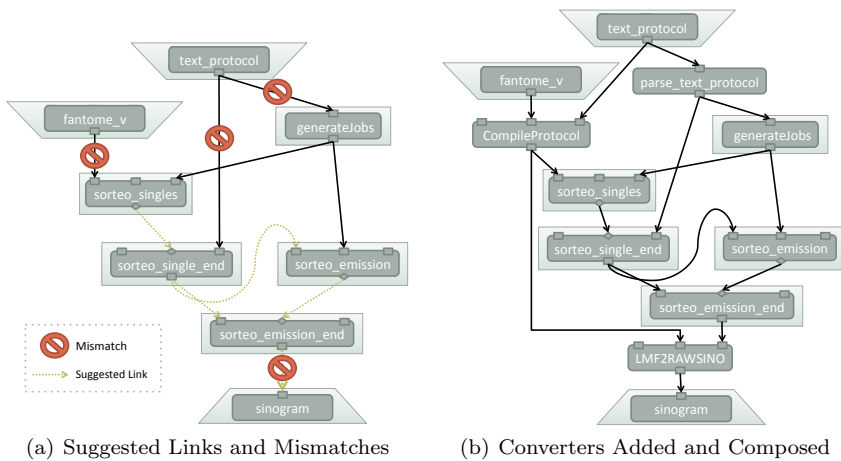 text_protocol
fantome_v
generateJobs
sorteo_singles
sorteo_single_end
sorteo_emission
sorteo_emission_end
Mismatch
Suggested Link
sinogram
(a) Suggested Links and Mismatches
text_protocol
fantome_v
parse_text_protocol
CompileProtocol
generateJobs
sorteo_singles
sorteo_single_end
sorteo_emission
sorteo_emission_end
LMF2RAWSINO
sinogram
(b) Converters Added and Composed